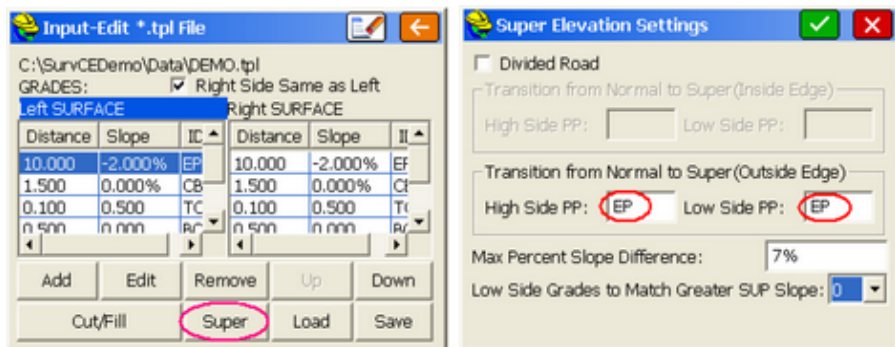 Input-Edit *.tpl File
C:\SurvCEDemo\Data\DEMO.tpl
GRADES: Right Side Same as Left
Left SURFACE Right SURFACE
Distance Slope ID Distance Slope
10.000 -2.000% EP 10.000 -2.000% EP
1.500 0.000% CB 1.500 0.000%
0.100 0.500 TC 0.100 0.500
0.500 0.000 BC 0.500 0.000
Add Edit Remove Up Down
Cut/Fill Super Load Save
Super Elevation Settings
Divided Road
Transition from Normal to Super(Inside Edge)
High Side PP: Low Side PP:
Transition from Normal to Super(Outside Edge)
High Side PP: EP Low Side PP: EP
Max Percent Slope Difference: 7%
Low Side Grades to Match Greater SUP Slope: 0